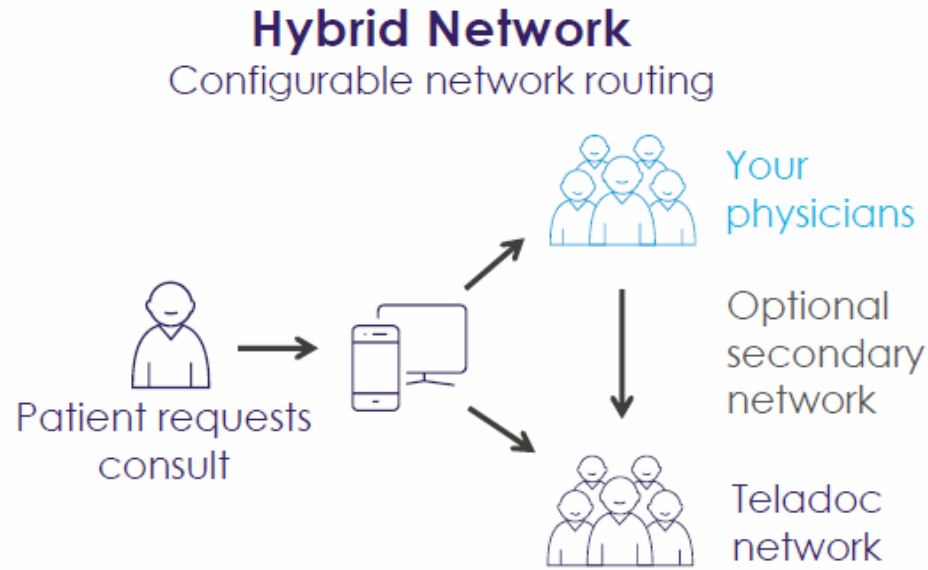 Hybrid Network
Configurable network routing
Your
physicians
Patient requests
consult
Optional
secondary
network
Teladoc
network